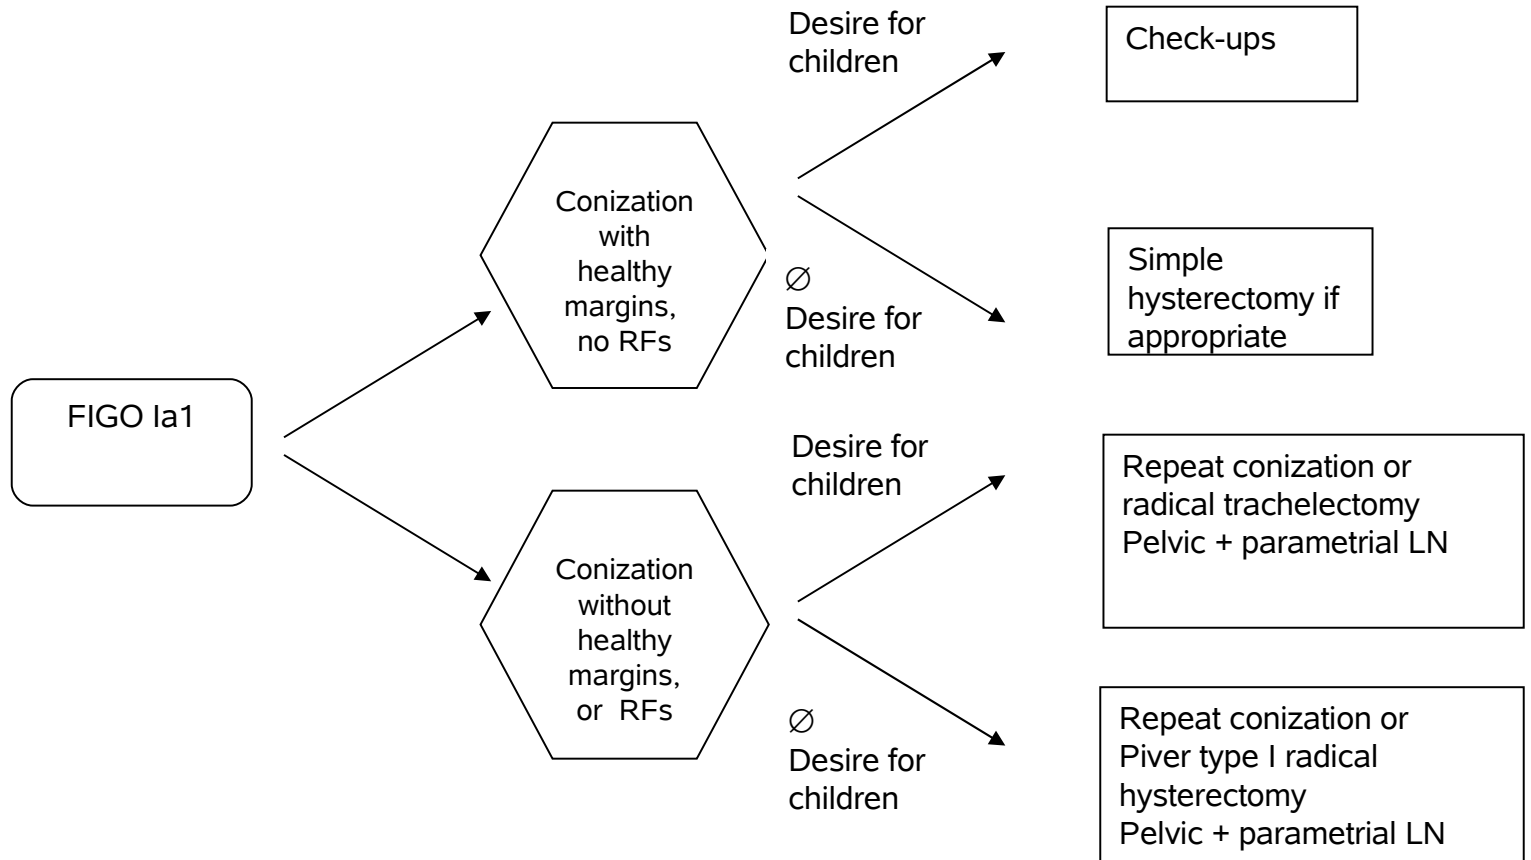 FIGO Ia1
Conization
with
healthy
margins,
no RFs
Desire for
children
Check-ups
∅
Desire for
children
Simple
hysterectomy if
appropriate
Conization
without
healthy
margins,
or RFs
Desire for
children
Repeat conization or
radical trachelectomy
Pelvic + parametrial LN
∅
Desire for
children
Repeat conization or
Piver type I radical
hysterectomy
Pelvic + parametrial LN